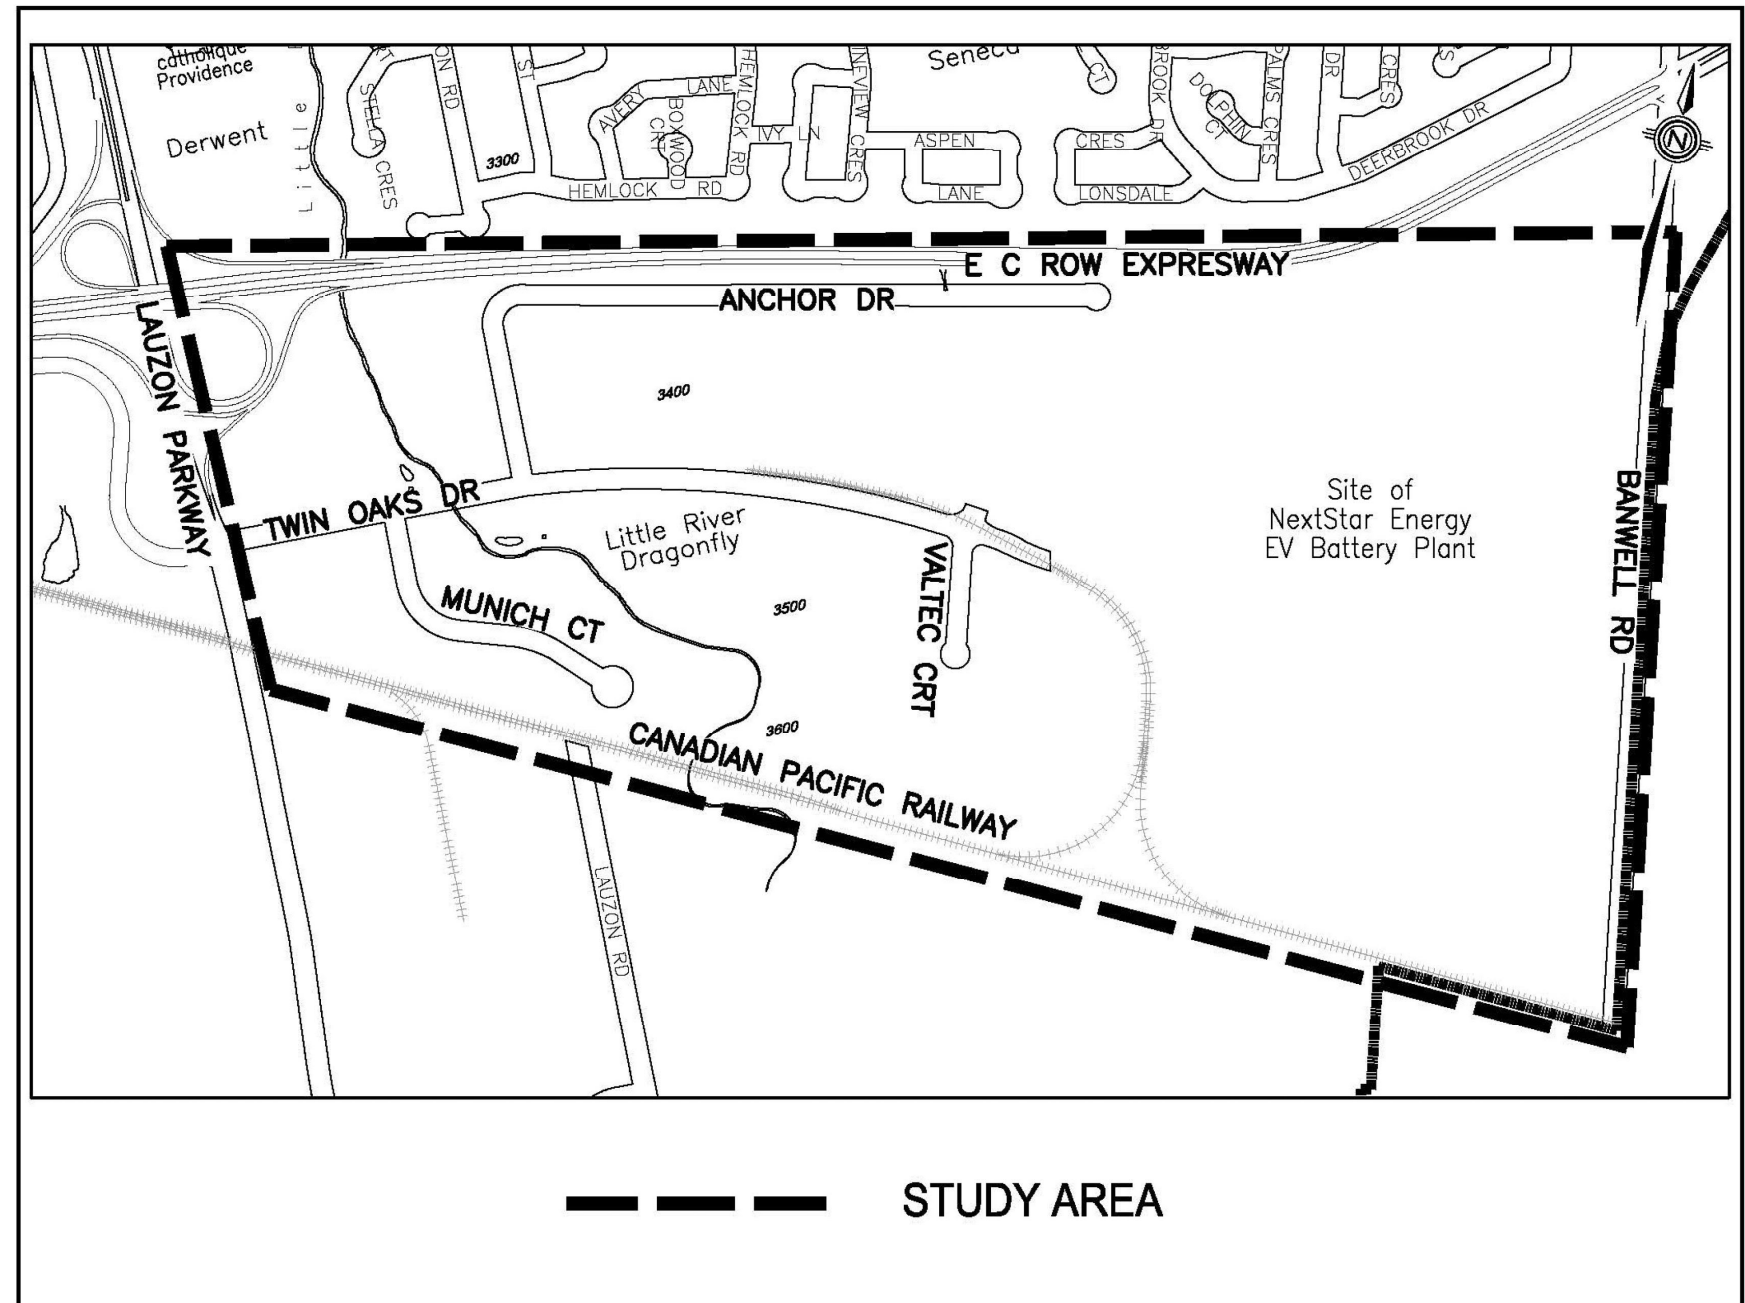 catholique
Providence
Derwent
Little
STELLA CRES
RT
ON RD
ST
3300
AVERY LANE
BOXWOOD
CRT
HEMLOCK RD
HEMLOCK RD
IVY LN
INEVIEW CRES
Seneca
CT
ASPEN
LANE
CRES
LONSDALE
BROOK DR
DOLPHIN
CT
PALMS CRES
DR
CRES
S
DEERBROOK DR
N
E C ROW EXPRESWAY
ANCHOR DR
LAUZON PARKWAY
3400
TWIN OAKS DR
Little River
Dragonfly
MUNICH CT
3500
VALTEC CRT
Site of
NextStar Energy
EV Battery Plant
BANWELL RD
3600
CANADIAN PACIFIC RAILWAY
LAUZON RD
STUDY AREA